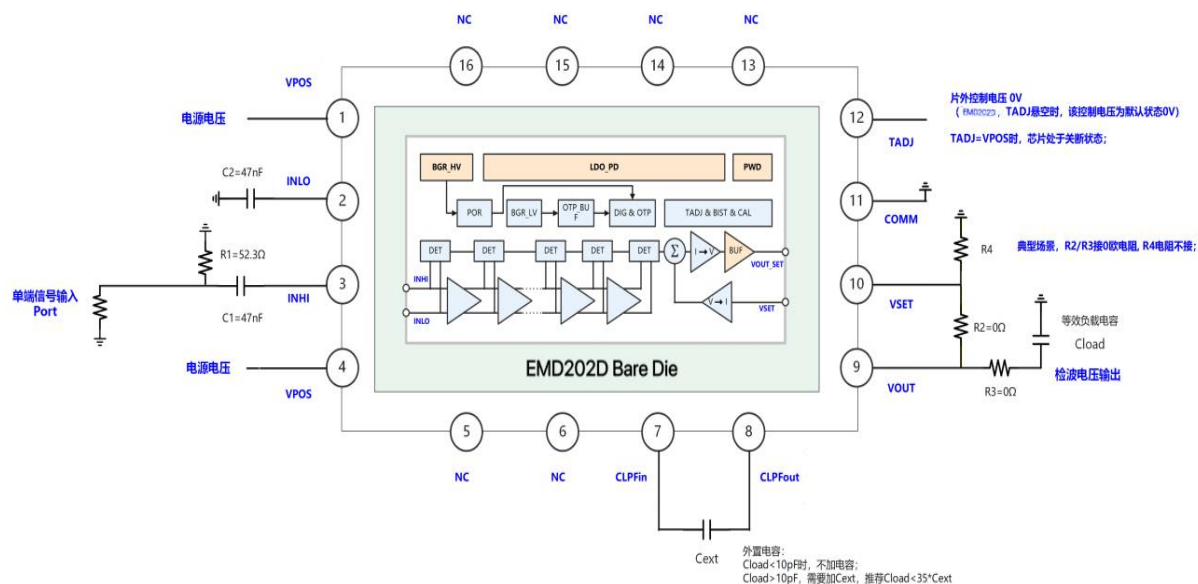 NC
NC
NC
NC
16
15
14
13
VPOS
电源电压
1
C2=47nF
INLO
2
R1=52.3Ω
单端信号输入
Port
C1=47nF
INHI
3
电源电压
VPOS
4
BGR_HV
LDO_PD
PWD
POR
BGR_LV
OTP_BU
F
DIG & OTP
TADJ & BIST & CAL
DET
DET
DET
DET
DET
Σ
I→V
BUF
VOUT_SET
INHI
INLO
V→I
VSET
EMD202D Bare Die
12
TADJ
片外控制电压 0V
（EMD202D，TADJ悬空时，该控制电压为默认状态0V）
TADJ=VPOS时，芯片处于关断状态；
11
COMM
R4
典型场景，R2/R3接0欧电阻, R4电阻不接；
10
VSET
R2=0Ω
等效负载电容
Cload
9
VOUT
R3=0Ω
检波电压输出
5
6
7
8
NC
NC
CLPFin
CLPFout
Cext
外置电容：
Cload<10pF时，不加电容；
Cload>10pF，需要加Cext，推荐Cload<35*Cext